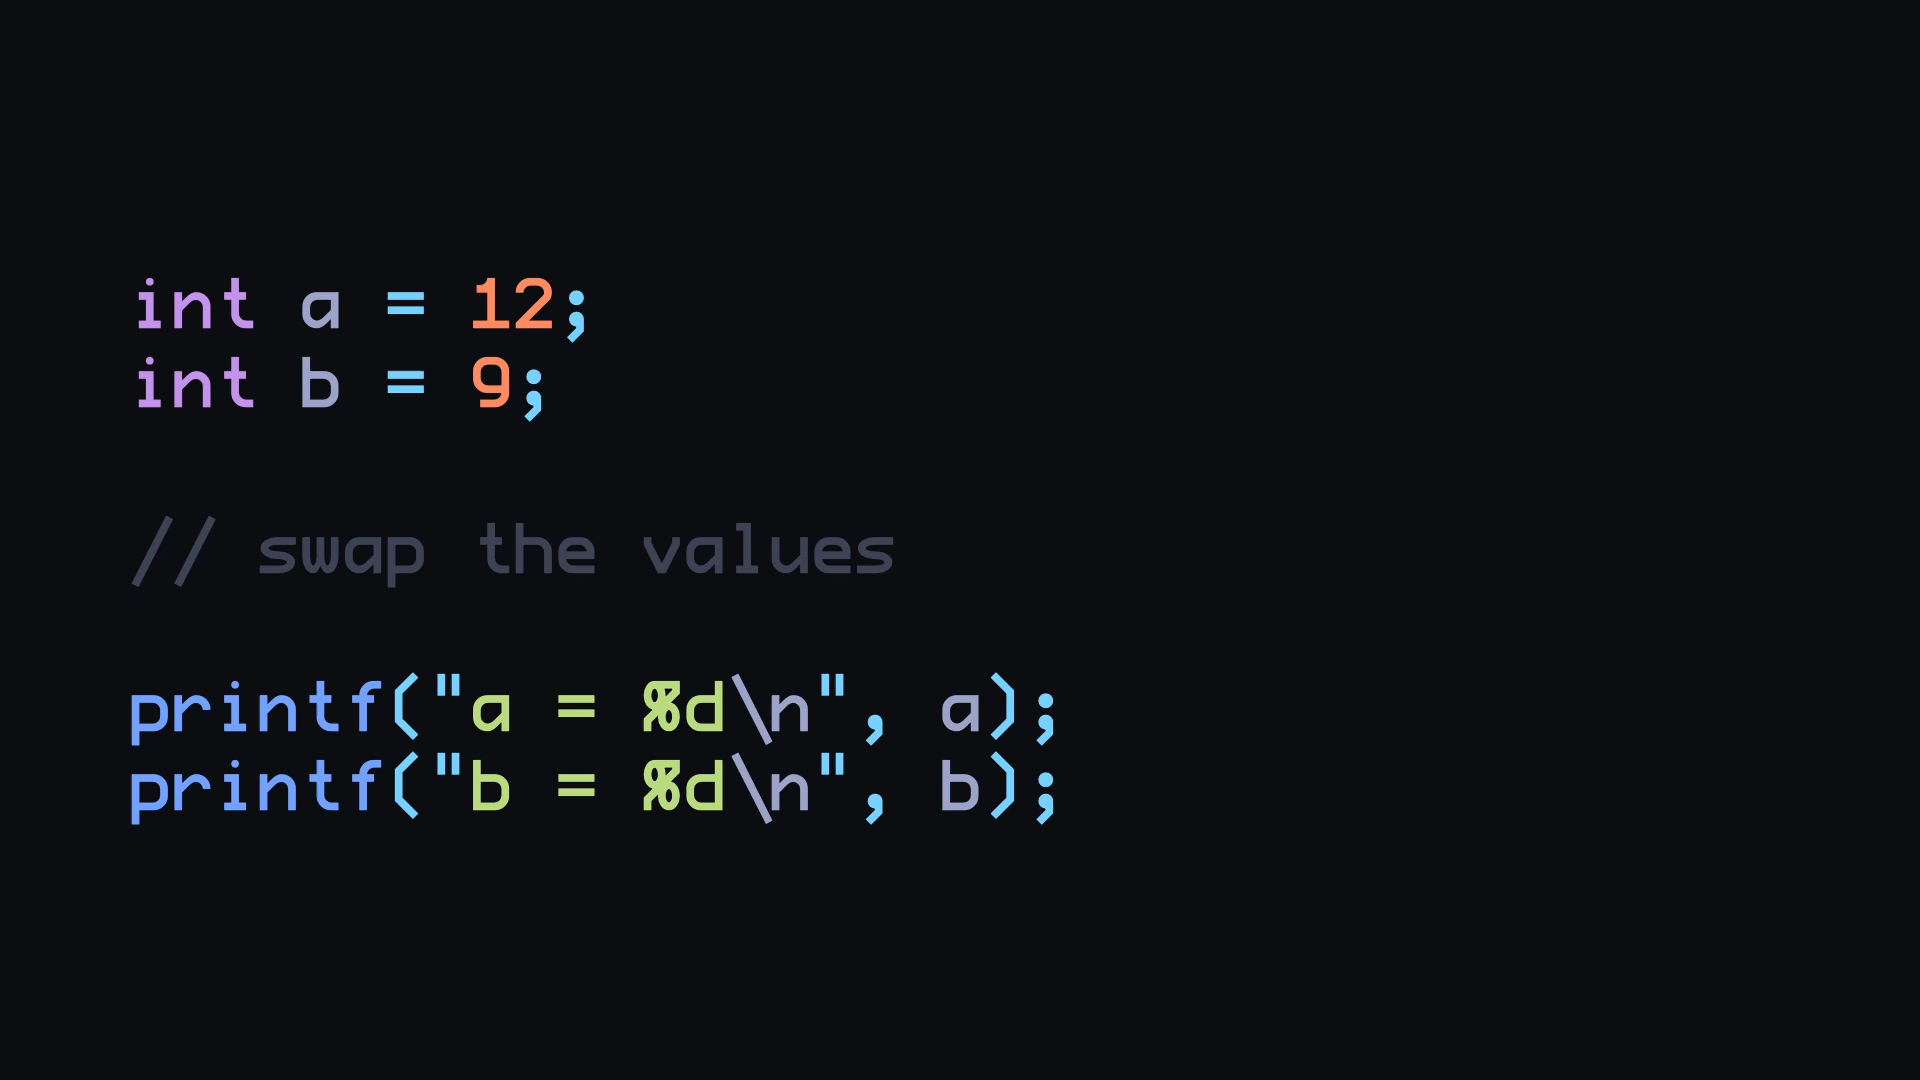 int a = 12;
int b = 9;
// swap the values
printf("a = %d\n", a);
printf("b = %d\n", b);